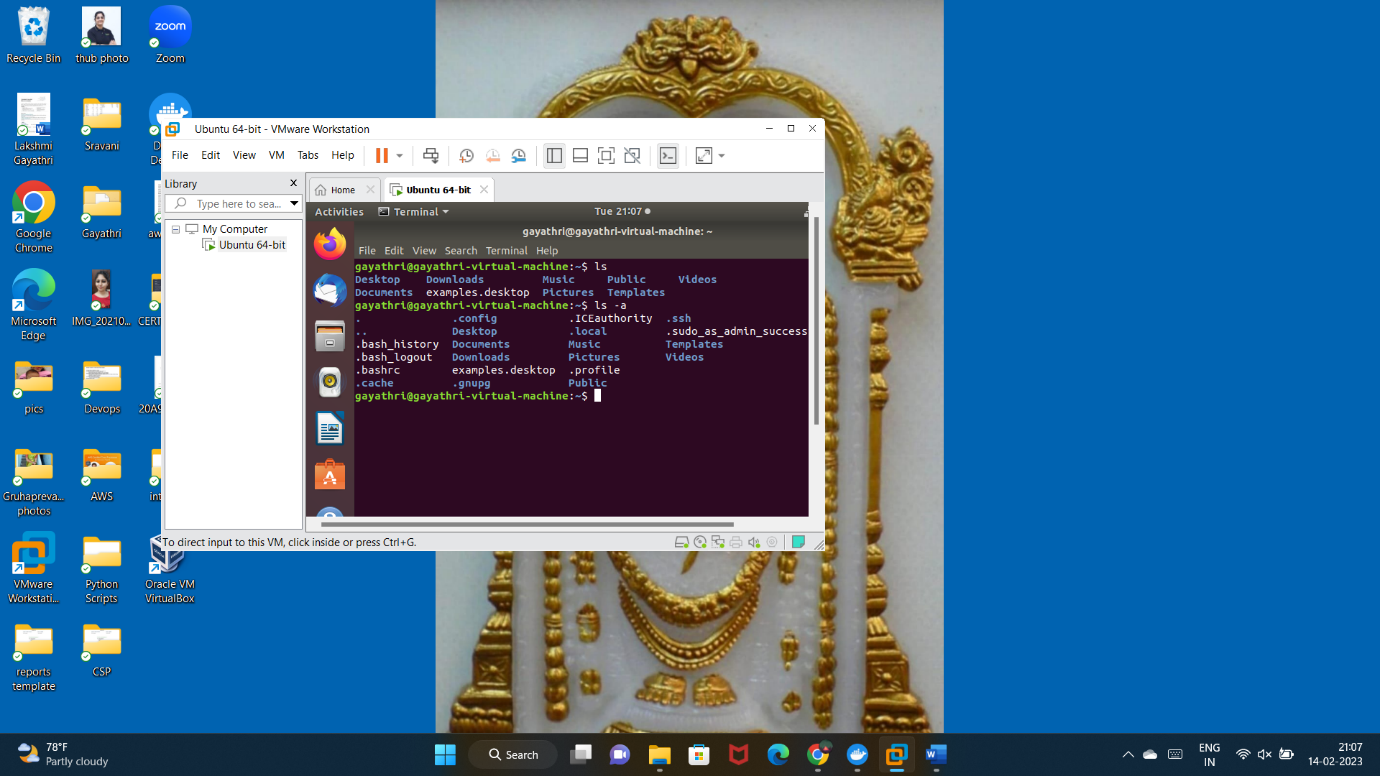 Recycle Bin
thub photo
zoom
Zoom
Lakshmi
Gayathri
Sravani
Google
Chrome
Gayathri
Microsoft
Edge
IMG_20210...
CERT
pics
Devops
20A9
Gruhapreva...
photos
AWS
int
VMware
Workstati...
Python
Scripts
Oracle VM
VirtualBox
reports
template
CSP
Ubuntu 64-bit - VMware Workstation
File Edit View VM Tabs Help
Library X
Type here to sea...
My Computer
Ubuntu 64-bit
Home
Ubuntu 64-bit
Activities Terminal Tue 21:07
gayathri@gayathri-virtual-machine: ~
File Edit View Search Terminal Help
gayathri@gayathri-virtual-machine:~$ ls
Desktop Downloads Music Public Videos
Documents examples.desktop Pictures Templates
gayathri@gayathri-virtual-machine:~$ ls -a
. .config .ICEauthority .ssh
.. Desktop .local .sudo_as_admin_success
.bash_history Documents Music Templates
.bash_logout Downloads Pictures Videos
.bashrc examples.desktop .profile
.cache .gnupg Public
gayathri@gayathri-virtual-machine:~$
To direct input to this VM, click inside or press Ctrl+G.
78°F
Partly cloudy
Search
ENG
IN
21:07
14-02-2023